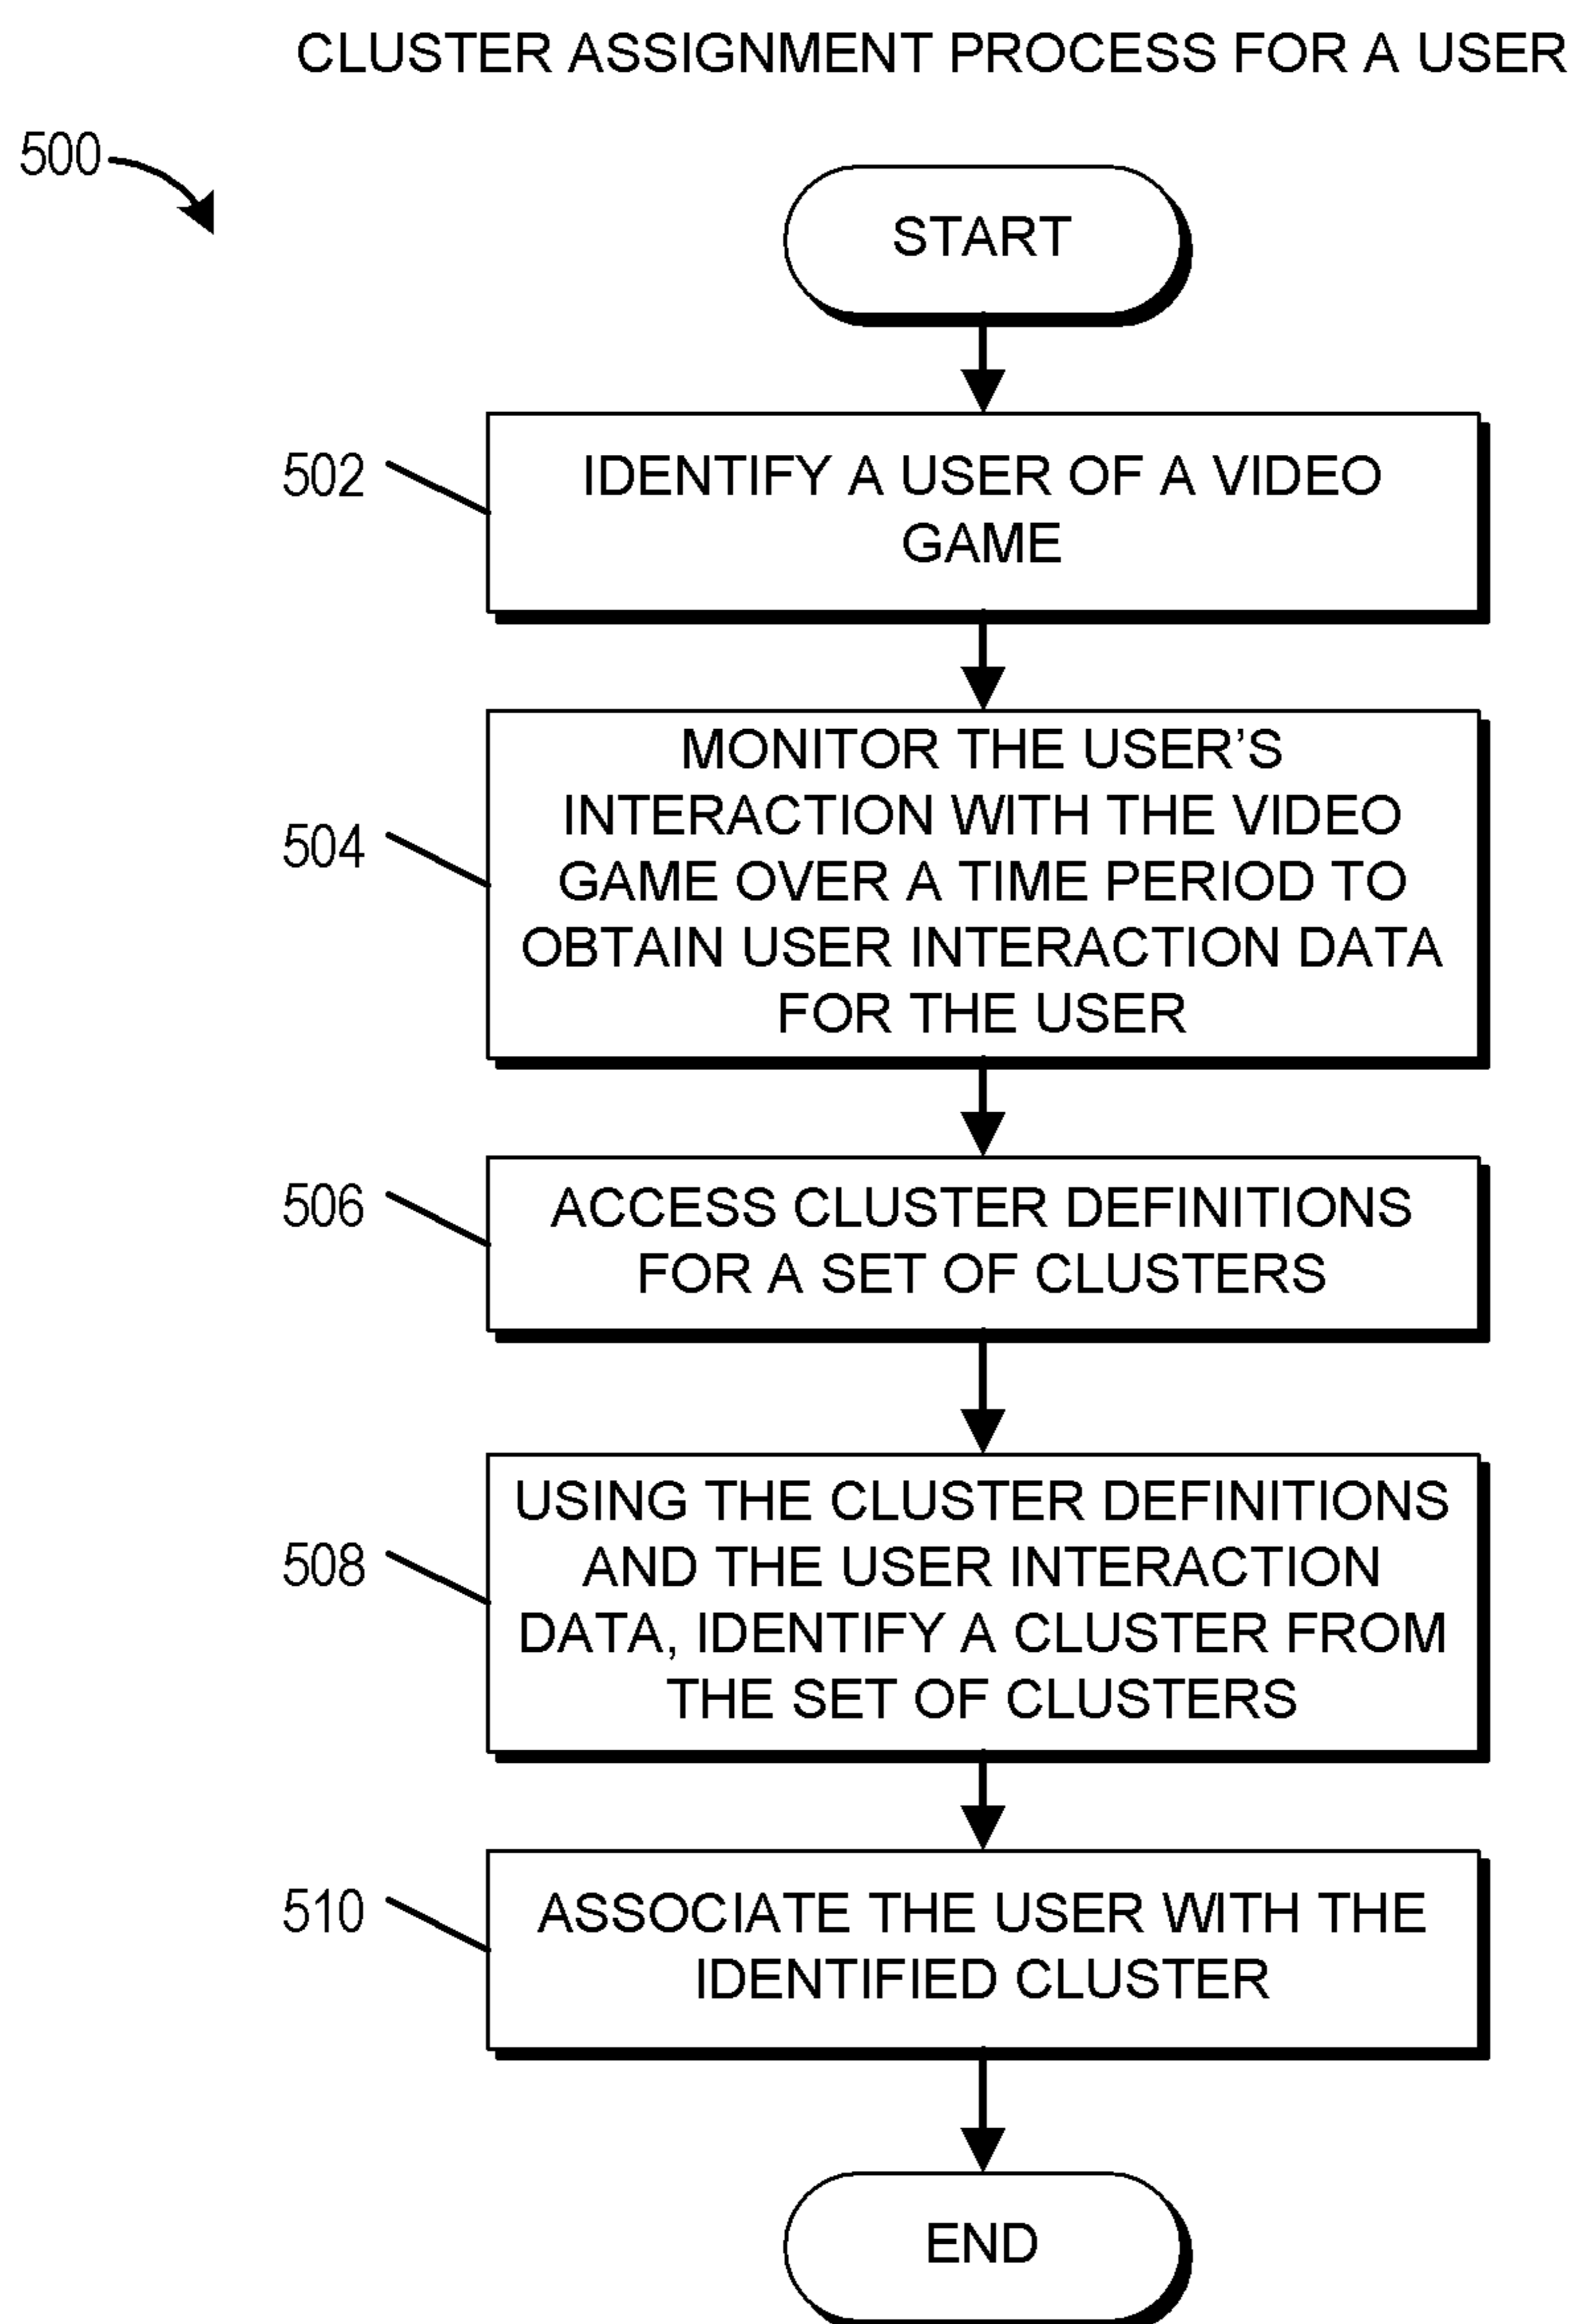 CLUSTER ASSIGNMENT PROCESS FOR A USER
500
START
502
IDENTIFY A USER OF A VIDEO
GAME
504
MONITOR THE USER’S
INTERACTION WITH THE VIDEO
GAME OVER A TIME PERIOD TO
OBTAIN USER INTERACTION DATA
FOR THE USER
506
ACCESS CLUSTER DEFINITIONS
FOR A SET OF CLUSTERS
508
USING THE CLUSTER DEFINITIONS
AND THE USER INTERACTION
DATA, IDENTIFY A CLUSTER FROM
THE SET OF CLUSTERS
510
ASSOCIATE THE USER WITH THE
IDENTIFIED CLUSTER
END